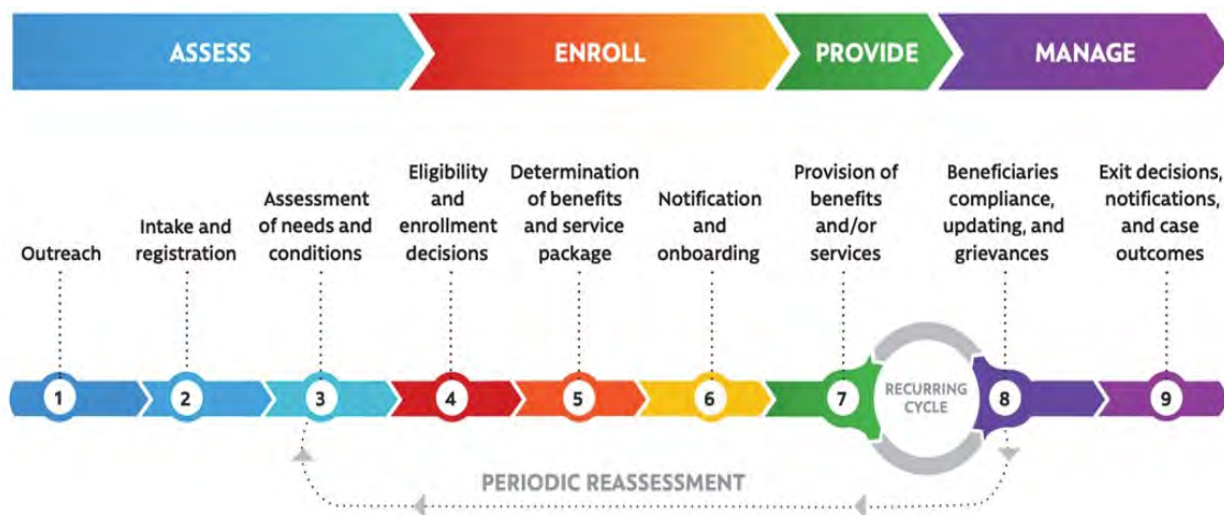 ASSESS
ENROLL
PROVIDE
MANAGE
Outreach
Intake and
registration
Assessment
of needs and
conditions
Eligibility
and
enrollment
decisions
Determination
of benefits
and service
package
Notification
and
onboarding
Provision of
benefits
and/or
services
Beneficiaries
compliance,
updating, and
grievances
Exit decisions,
notifications,
and case
outcomes
1
2
3
4
5
6
7
RECURRING
CYCLE
8
9
PERIODIC REASSESSMENT